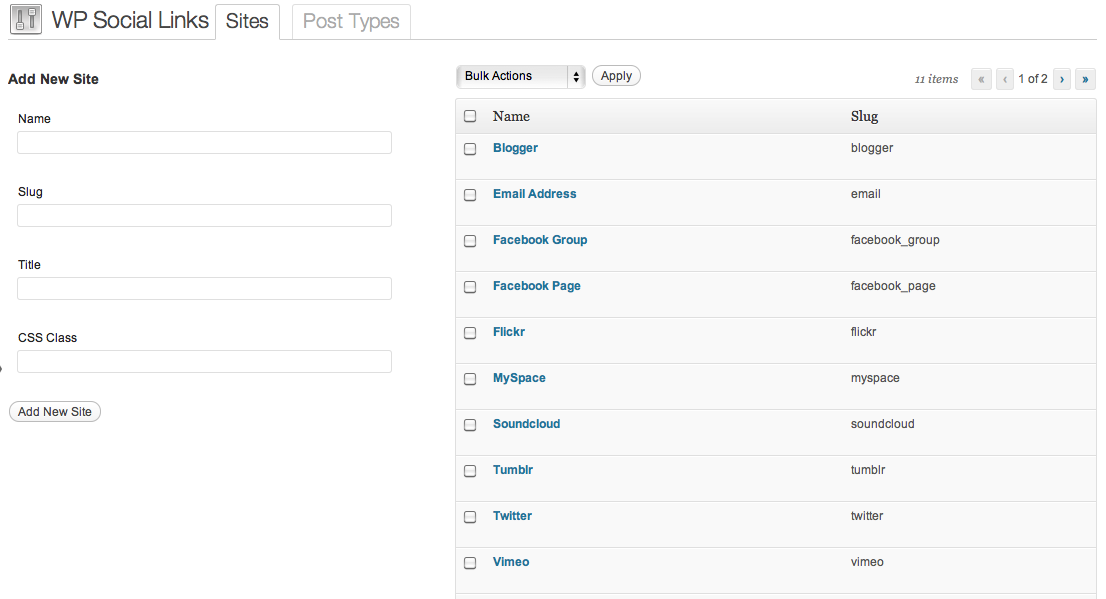 WP Social Links Sites Post Types
Add New Site
Name
Slug
Title
CSS Class
Add New Site
Bulk Actions Apply 11 items « ‹ 1 of 2 › »
Name Slug
Blogger blogger
Email Address email
Facebook Group facebook_group
Facebook Page facebook_page
Flickr flickr
MySpace myspace
Soundcloud soundcloud
Tumblr tumblr
Twitter twitter
Vimeo vimeo